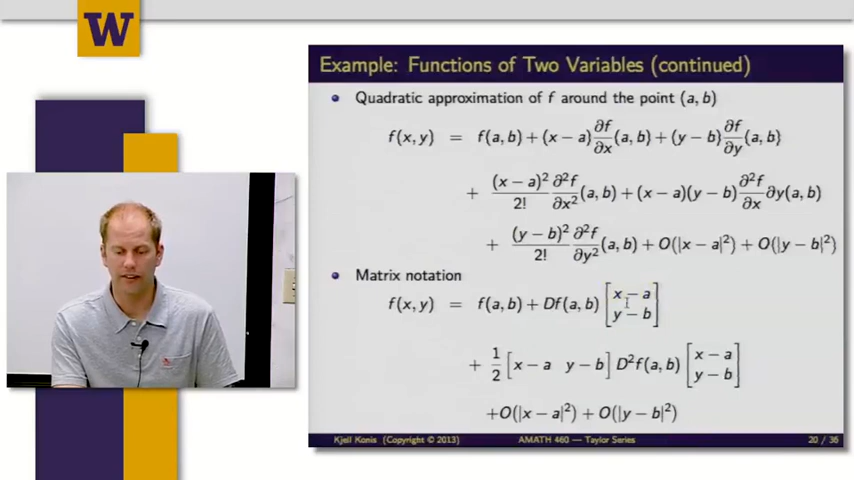 W
Example: Functions of Two Variables (continued)
• Quadratic approximation of f around the point (a, b)
f(x, y) = f(a, b) + (x − a) ∂f/∂x (a, b) + (y − b) ∂f/∂y (a, b)
+ (x − a)²/2! ∂²f/∂x² (a, b) + (x − a)(y − b) ∂²f/∂x ∂y(a, b)
+ (y − b)²/2! ∂²f/∂y² (a, b) + O(|x − a|²) + O(|y − b|²)
• Matrix notation
f(x, y) = f(a, b) + Df(a, b) [x − a; y − b]
+ 1/2 [x − a   y − b] D²f(a, b) [x − a; y − b]
+O(|x − a|²) + O(|y − b|²)
Kjell Konis (Copyright © 2013) AMATH 460 — Taylor Series 20 / 36